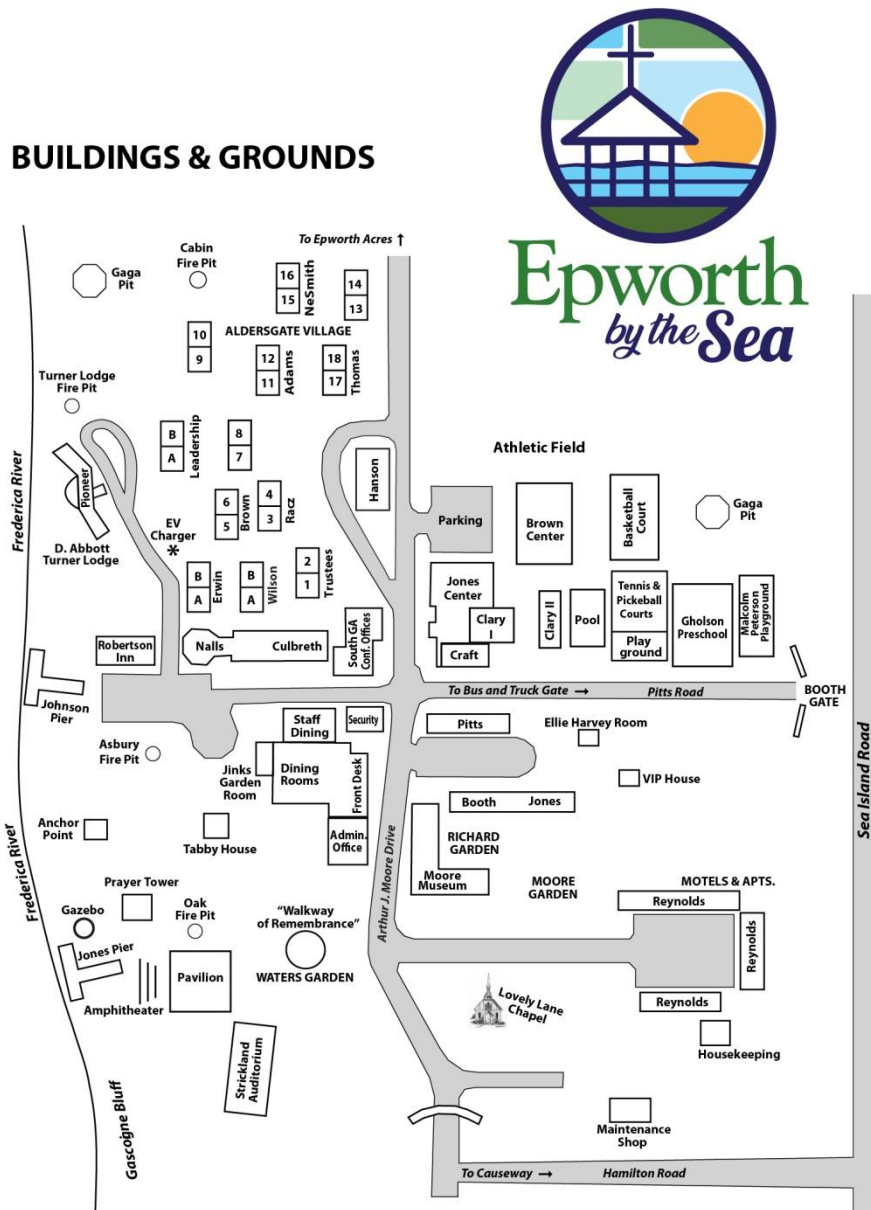 Epworth
by the Sea
BUILDINGS & GROUNDS
To Epworth Acres ↑
Cabin
Fire Pit
Gaga
Pit
16
15
NeSmith
14
13
10
9
ALDERSGATE VILLAGE
12
11
Adams
18
17
Thomas
Turner Lodge
Fire Pit
B
A
Leadership
8
7
Hanson
Athletic Field
Frederica River
Pioneer
D. Abbott
Turner Lodge
EV
Charger
*
6
5
Brown
4
3
Racz
Parking
Brown
Center
Basketball
Court
Gaga
Pit
B
A
Erwin
B
A
Wilson
2
1
Trustees
Jones
Center
Clary
I
Craft
Clary II
Pool
Tennis &
Pickeball
Courts
Play
ground
Gholson
Preschool
Malcolm
Peterson
Playground
Robertson
Inn
Nalls
Culbreth
South GA
Conf. Offices
Johnson
Pier
To Bus and Truck Gate →
Pitts Road
BOOTH
GATE
Staff
Dining
Security
Pitts
Ellie Harvey Room
Asbury
Fire Pit
Jinks
Garden
Room
Dining
Rooms
Front Desk
VIP House
Sea Island Road
Booth
Jones
Anchor
Point
Tabby House
Admin.
Office
Arthur J. Moore Drive
RICHARD
GARDEN
Moore
Museum
MOORE
GARDEN
MOTELS & APTS.
Reynolds
Reynolds
Reynolds
Frederica River
Prayer Tower
Gazebo
Oak
Fire Pit
"Walkway
of Remembrance"
WATERS GARDEN
Jones Pier
Amphitheater
Pavilion
Lovely Lane
Chapel
Housekeeping
Strickland
Auditorium
Gascoigne Bluff
Maintenance
Shop
To Causeway →
Hamilton Road